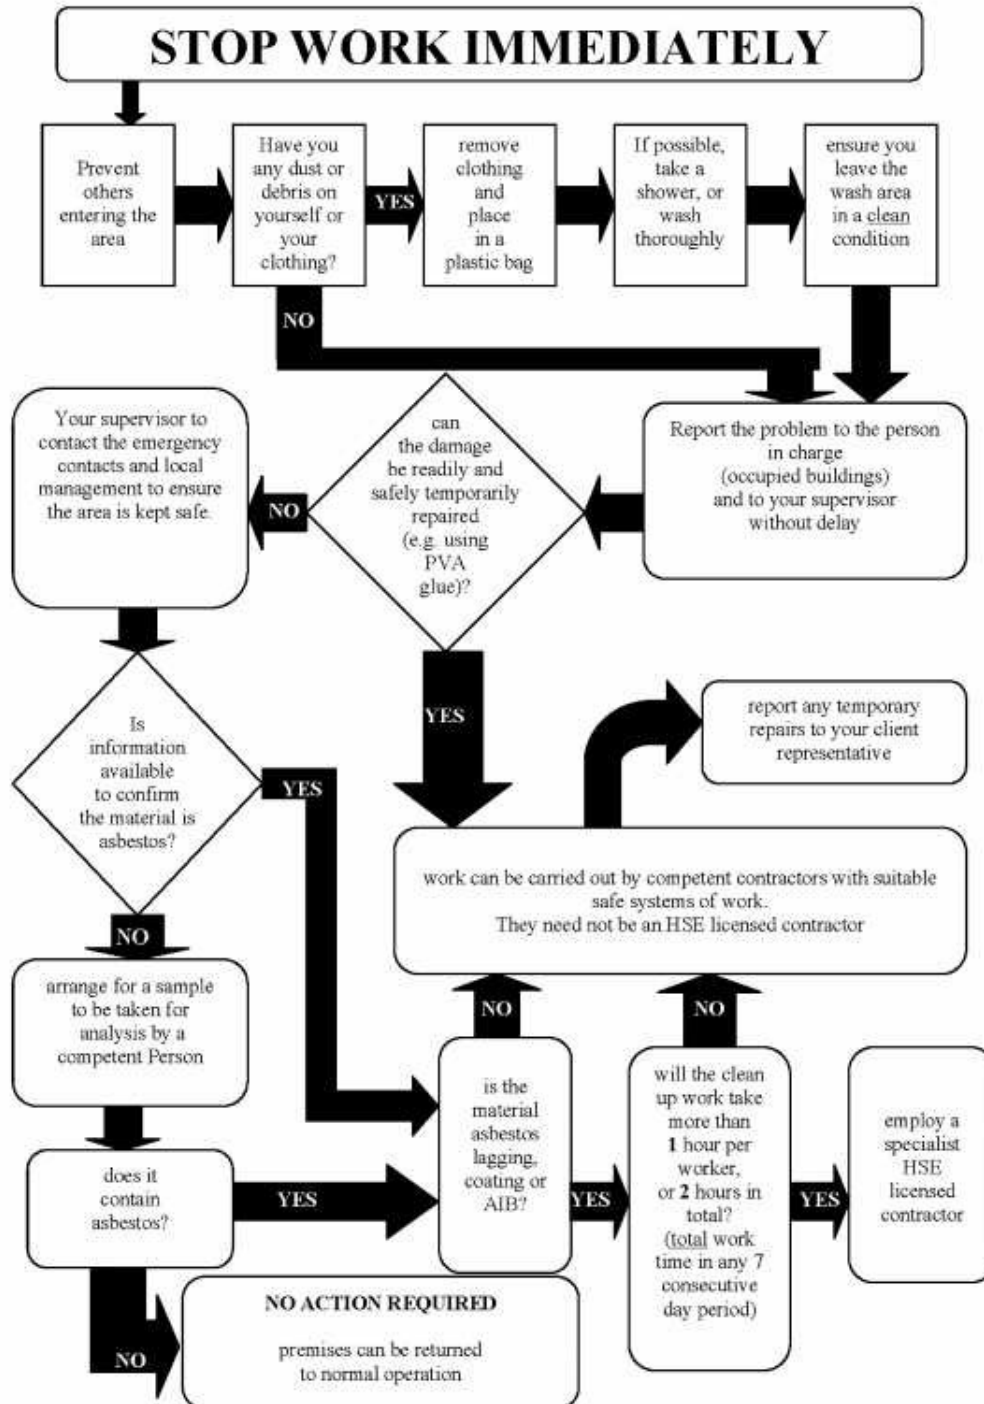 STOP WORK IMMEDIATELY
Prevent
others
entering the
area
Have you
any dust or
debris on
yourself or
your
clothing?
YES
remove
clothing
and
place
in a
plastic bag
If possible,
take a
shower, or
wash
thoroughly
ensure you
leave the
wash area
in a clean
condition
NO
Report the problem to the person
in charge
(occupied buildings)
and to your supervisor
without delay
can
the damage
be readily and
safely temporarily
repaired
(e.g. using
PVA
glue)?
NO
Your supervisor to
contact the emergency
contacts and local
management to ensure
the area is kept safe.
YES
report any temporary
repairs to your client
representative
Is
information
available
to confirm
the material is
asbestos?
YES
work can be carried out by competent contractors with suitable
safe systems of work.
They need not be an HSE licensed contractor
NO
arrange for a sample
to be taken for
analysis by a
competent Person
NO
NO
does it
contain
asbestos?
YES
is the
material
asbestos
lagging,
coating or
AIB?
YES
will the clean
up work take
more than
1 hour per
worker,
or 2 hours in
total?
(total work
time in any 7
consecutive
day period)
YES
employ a
specialist
HSE
licensed
contractor
NO
NO ACTION REQUIRED
premises can be returned
to normal operation